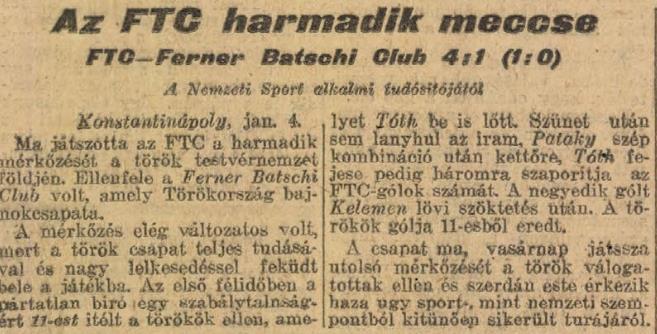 Az FTC harmadik meccse
FTC—Ferner Batschi Club 4:1 (1:0)
A Nemzeti Sport alkalmi tudósitójától
Konstantinápoly, jan. 4.
Ma játszotta az FTC a harmadik
mérkőzését a török testvérnemzet
földjén. Ellenfele a Ferner Batschi
Club volt, amely Törökország baj-
nokcsapata.
A mérkőzés elég változatos volt,
mert a török csapat teljes tudásá-
val és nagy lelkesedéssel feküdt
bele a játékba. Az első félidőben a
pártatlan biró egy szabálytalanság-
ért 11-est itélt a törökök ellen, ame-
lyet Tóth be is lőtt. Szünet után
sem lanyhul az iram, Pataky szép
kombináció után kettőre, Tóth fe-
jese pedig háromra szaporítja az
FTC-gólok számát. A negyedik gólt
Kelemen lövi szöktetés után. A tö-
rökök gólja 11-esből eredt.
A csapat ma, vasárnap játssza
utolsó mérkőzését a török váloga-
tottak ellen és szerdán este érkezik
haza ugy sport-, mint nemzeti szem-
pontból kitünően sikerült turájáról.